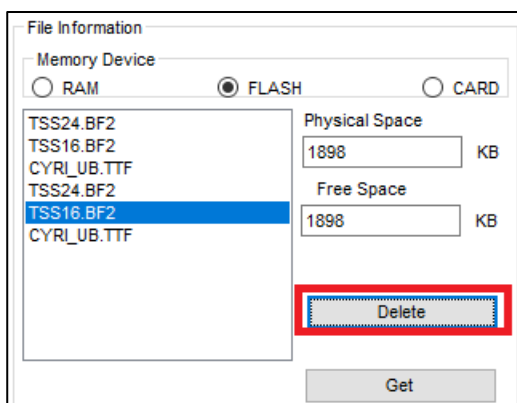 File Information
Memory Device
RAM FLASH CARD
TSS24.BF2
TSS16.BF2
CYRI_UB.TTF
TSS24.BF2
TSS16.BF2
CYRI_UB.TTF
Physical Space
1898 KB
Free Space
1898 KB
Delete
Get